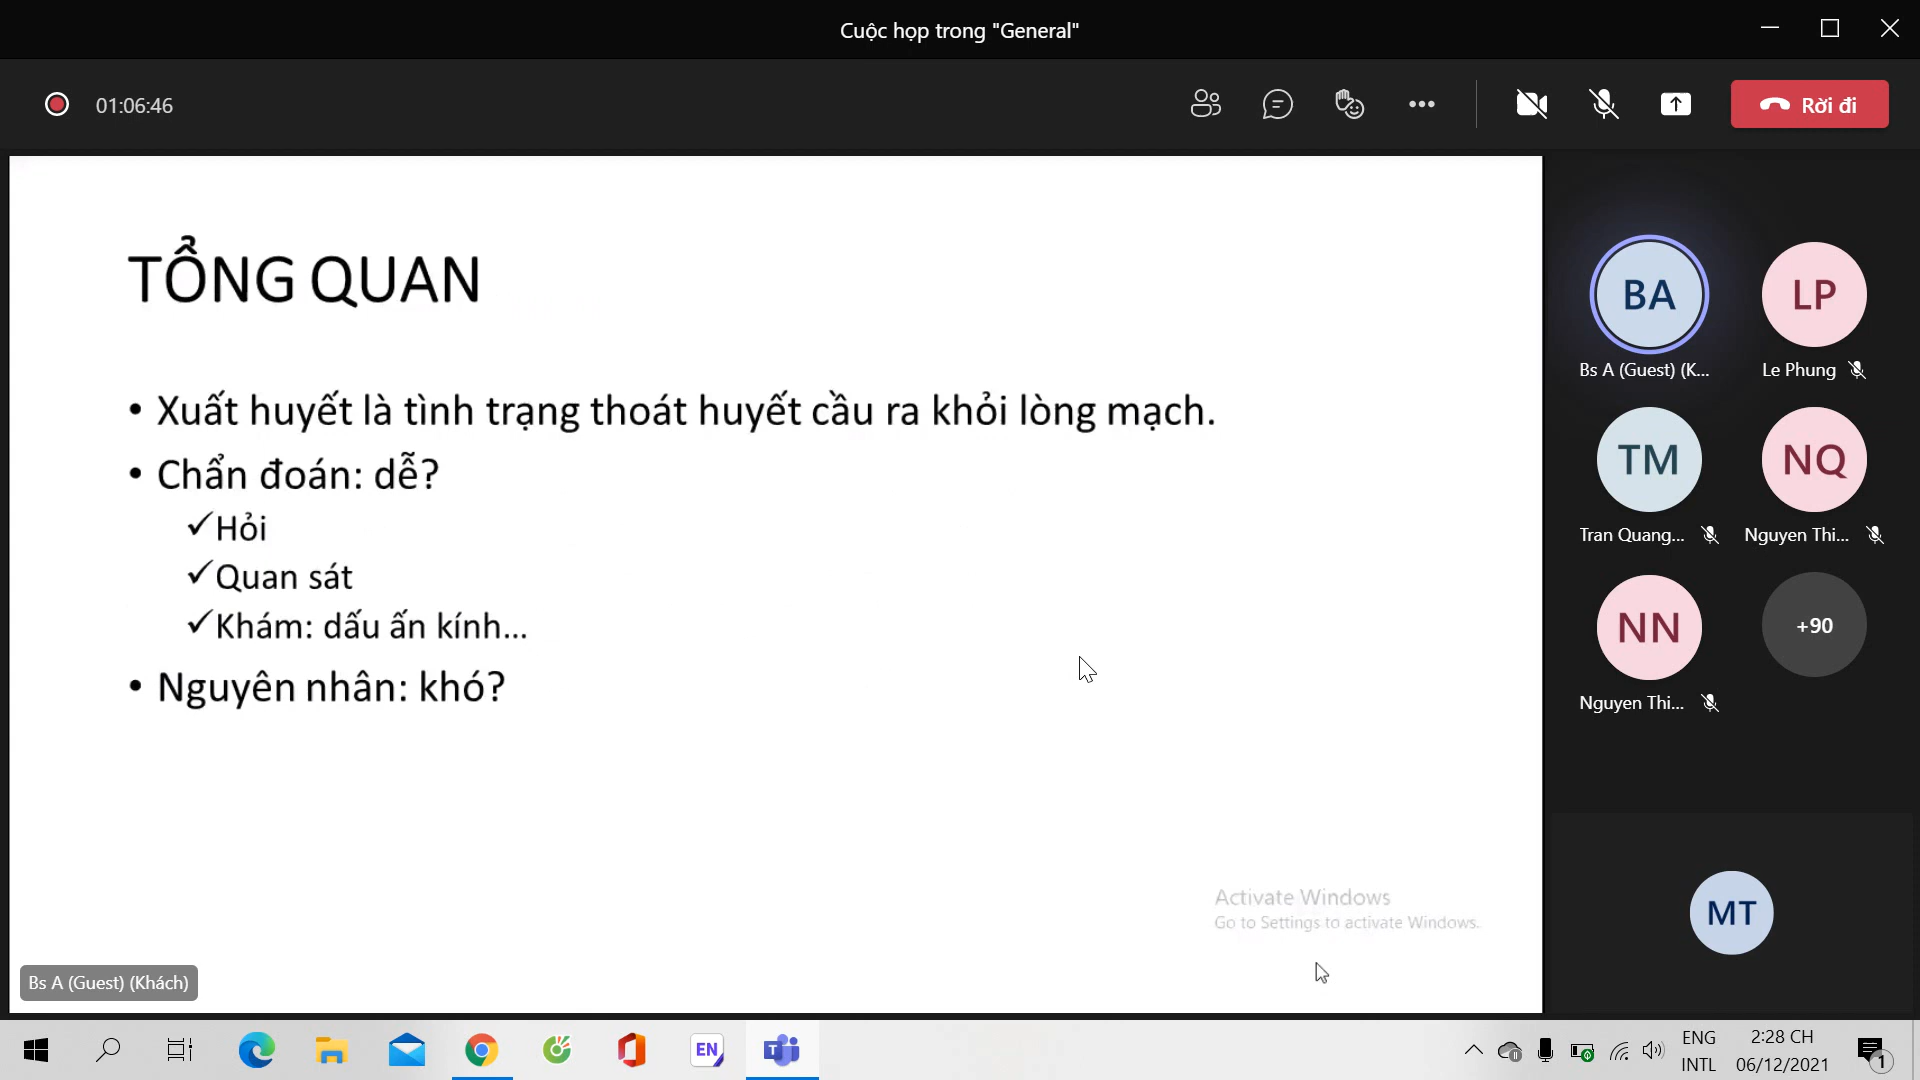 Cuộc họp trong "General"
01:06:46
Rời đi
TỔNG QUAN
• Xuất huyết là tình trạng thoát huyết cầu ra khỏi lòng mạch.
• Chẩn đoán: dễ?
✓Hỏi
✓Quan sát
✓Khám: dấu ấn kính...
• Nguyên nhân: khó?
Activate Windows
Go to Settings to activate Windows.
Bs A (Guest) (Khách)
BA
LP
Bs A (Guest) (K...
Le Phung
TM
NQ
Tran Quang...
Nguyen Thi...
NN
+90
Nguyen Thi...
MT
EN
T
ENG
INTL
2:28 CH
06/12/2021
1